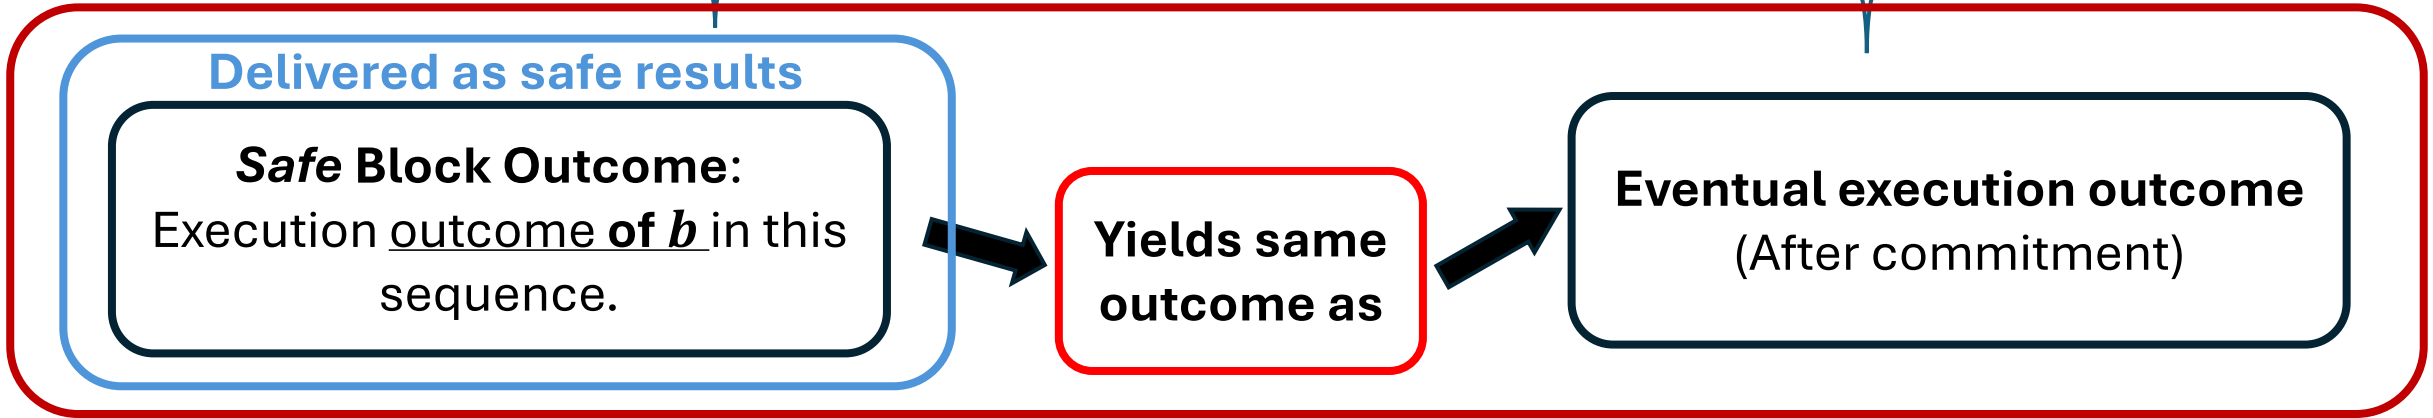 Delivered as safe results
Safe Block Outcome:
Execution outcome of b in this
sequence.
Yields same
outcome as
Eventual execution outcome
(After commitment)